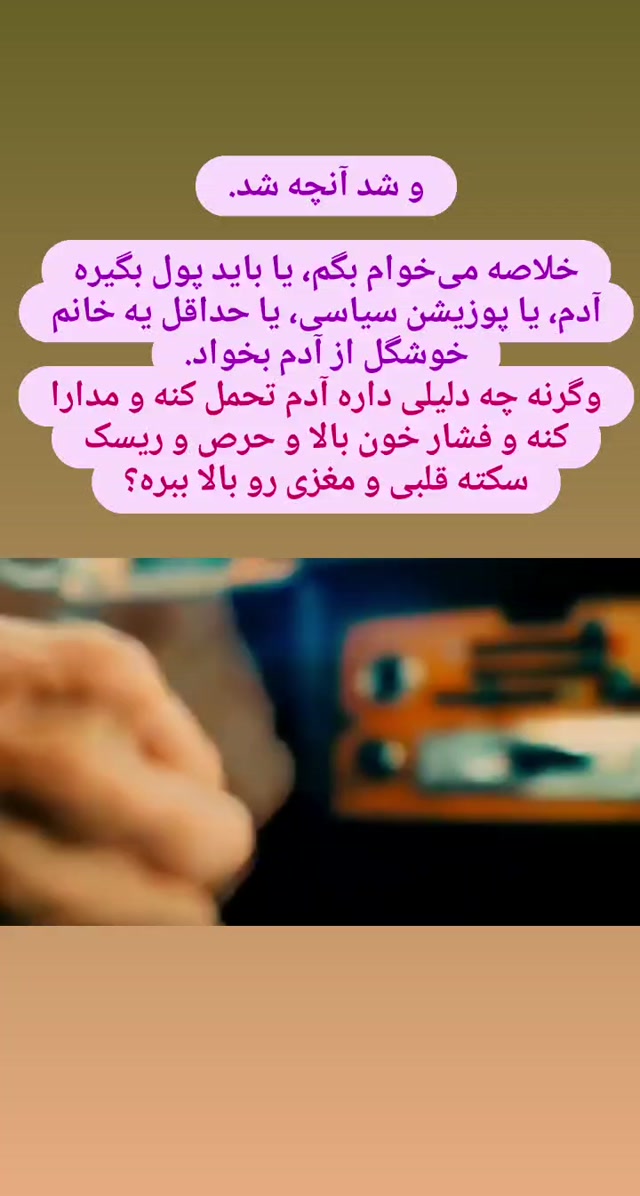 و شد آنچه شد.
خلاصه می‌خوام بگم، یا باید پول بگیره
آدم، یا پوزیشن سیاسی، یا حداقل یه خانم
خوشگل از آدم بخواد.
وگرنه چه دلیلی داره آدم تحمل کنه و مدارا
کنه و فشار خون بالا و حرص و ریسک
سکته قلبی و مغزی رو بالا ببره؟